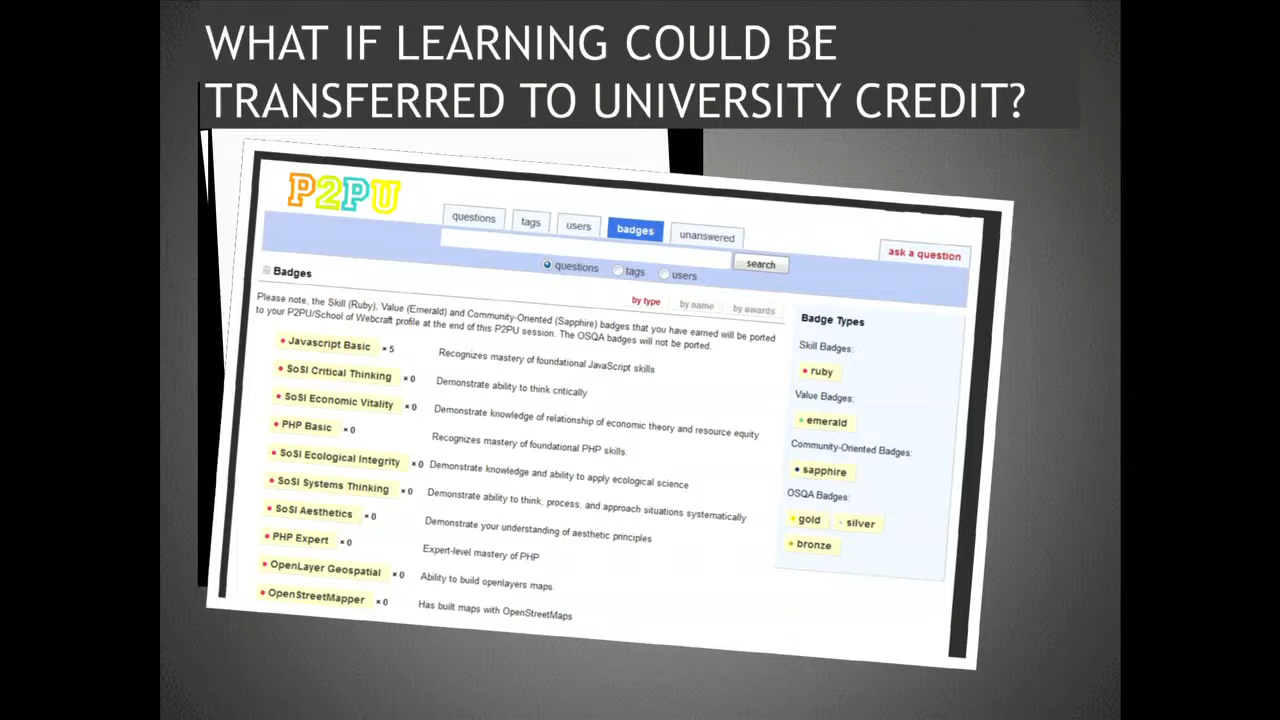 WHAT IF LEARNING COULD BE
TRANSFERRED TO UNIVERSITY CREDIT?
P2PU
questions tags users badges unanswered
search
ask a question
questions tags users
Badges
by type by name by awards
Please note, the Skill (Ruby), Value (Emerald) and Community-Oriented (Sapphire) badges that you have earned will be ported
to your P2PU/School of Webcraft profile at the end of this P2PU session. The OSQA badges will not be ported.
Javascript Basic × 5 Recognizes mastery of foundational JavaScript skills
SoSI Critical Thinking × 0 Demonstrate ability to think critically
SoSI Economic Vitality × 0 Demonstrate knowledge of relationship of economic theory and resource equity
PHP Basic × 0 Recognizes mastery of foundational PHP skills.
SoSI Ecological Integrity × 0 Demonstrate knowledge and ability to apply ecological science
SoSI Systems Thinking × 0 Demonstrate ability to think, process, and approach situations systematically
SoSI Aesthetics × 0 Demonstrate your understanding of aesthetic principles
PHP Expert × 0 Expert-level mastery of PHP
OpenLayer Geospatial × 0 Ability to build openlayers maps.
OpenStreetMapper × 0 Has built maps with OpenStreetMaps
Badge Types
Skill Badges:
ruby
Value Badges:
emerald
Community-Oriented Badges:
sapphire
OSQA Badges:
gold silver
bronze